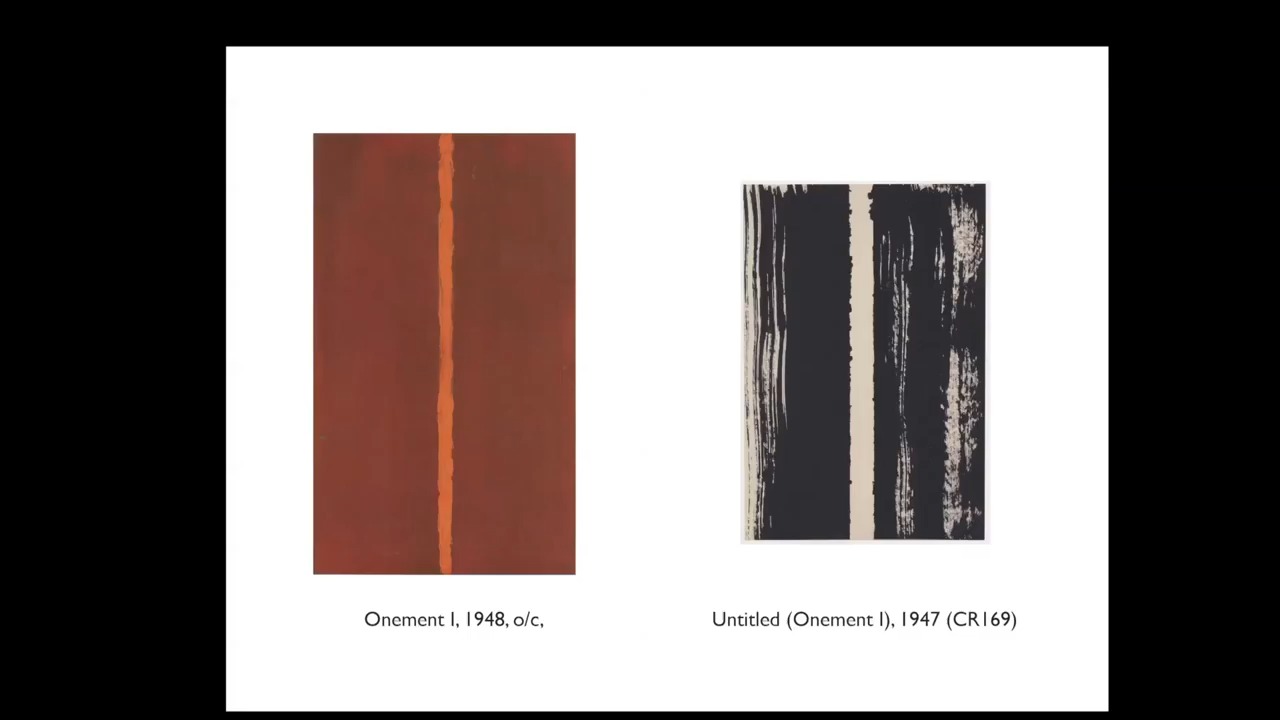 Onement I, 1948, o/c,
Untitled (Onement I), 1947 (CR169)